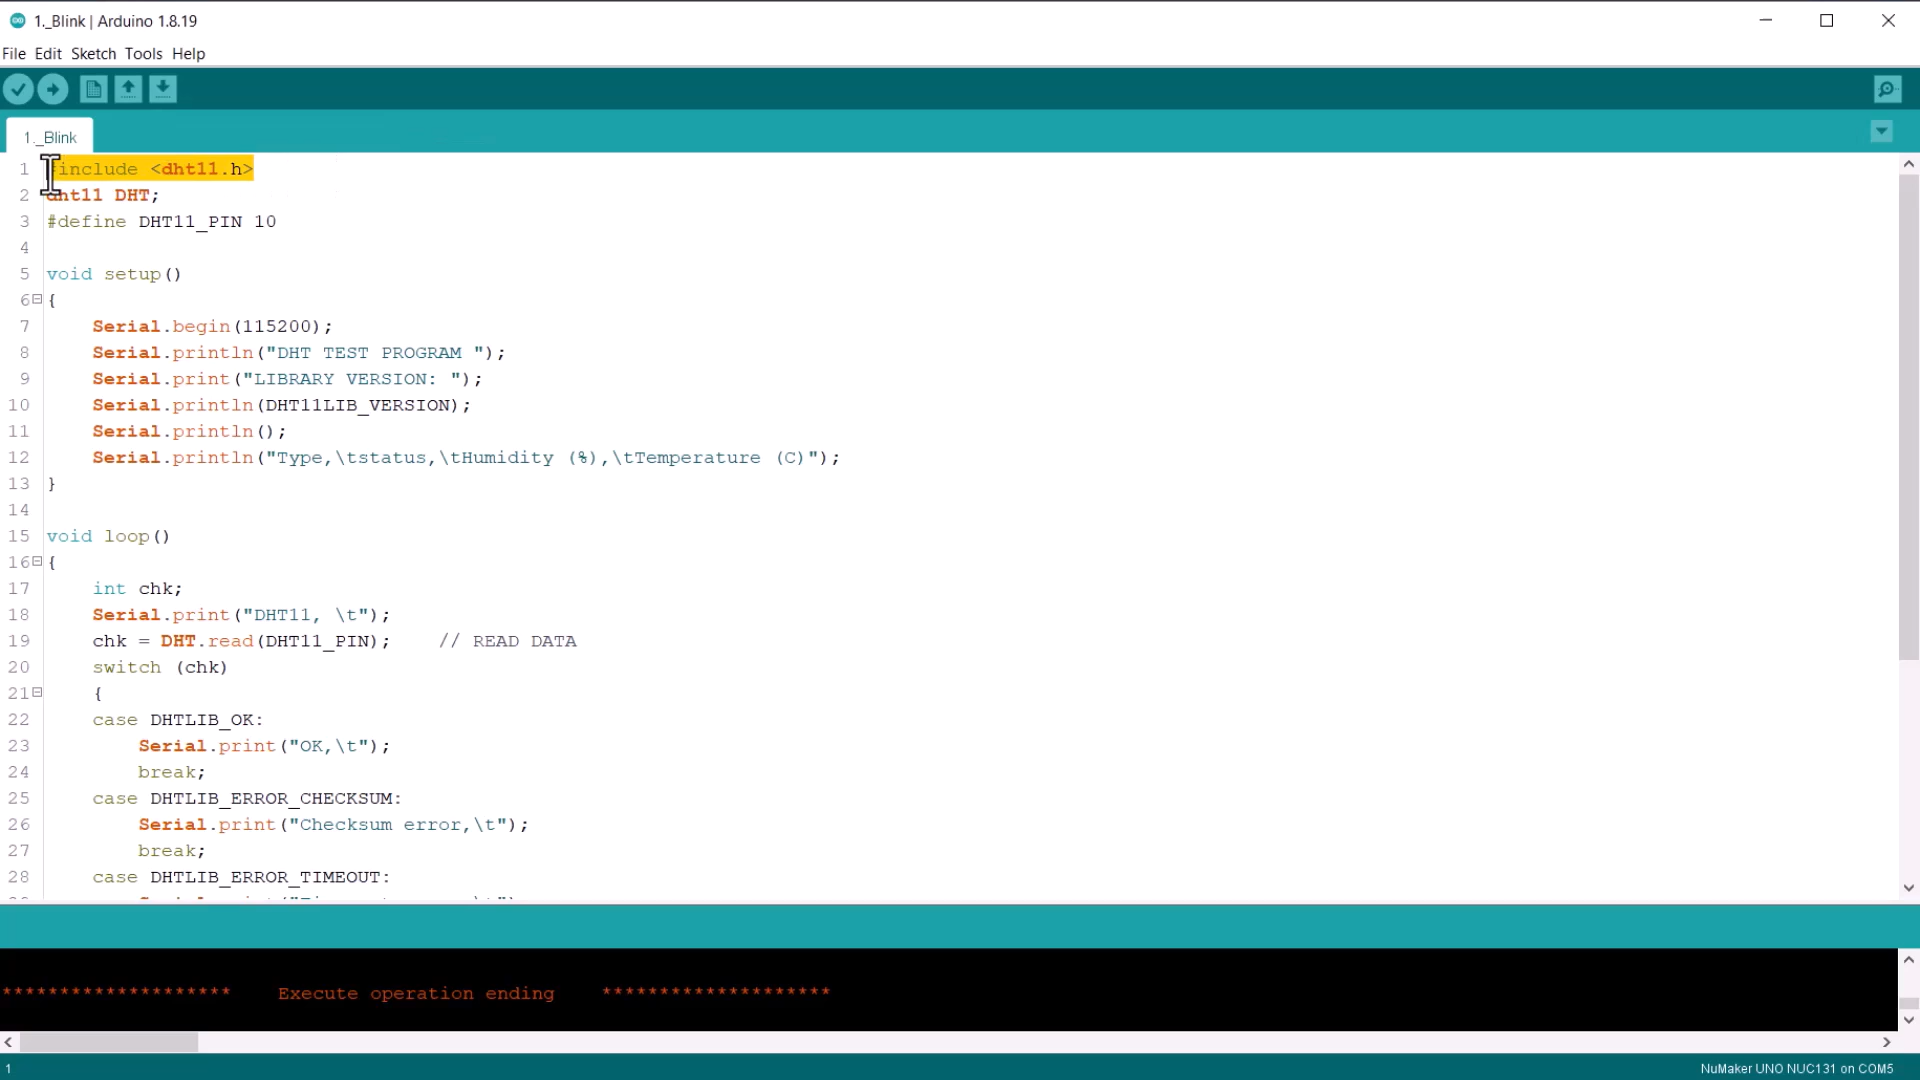 1._Blink | Arduino 1.8.19
File Edit Sketch Tools Help
1._Blink
1 #include <dht11.h>
2 dht11 DHT;
3 #define DHT11_PIN 10
4
5 void setup()
6 {
7 Serial.begin(115200);
8 Serial.println("DHT TEST PROGRAM ");
9 Serial.print("LIBRARY VERSION: ");
10 Serial.println(DHT11LIB_VERSION);
11 Serial.println();
12 Serial.println("Type,\tstatus,\tHumidity (%),\tTemperature (C)");
13 }
14
15 void loop()
16 {
17 int chk;
18 Serial.print("DHT11, \t");
19 chk = DHT.read(DHT11_PIN); // READ DATA
20 switch (chk)
21 {
22 case DHTLIB_OK:
23 Serial.print("OK,\t");
24 break;
25 case DHTLIB_ERROR_CHECKSUM:
26 Serial.print("Checksum error,\t");
27 break;
28 case DHTLIB_ERROR_TIMEOUT:
******************** Execute operation ending ********************
1
NuMaker UNO NUC131 on COM5